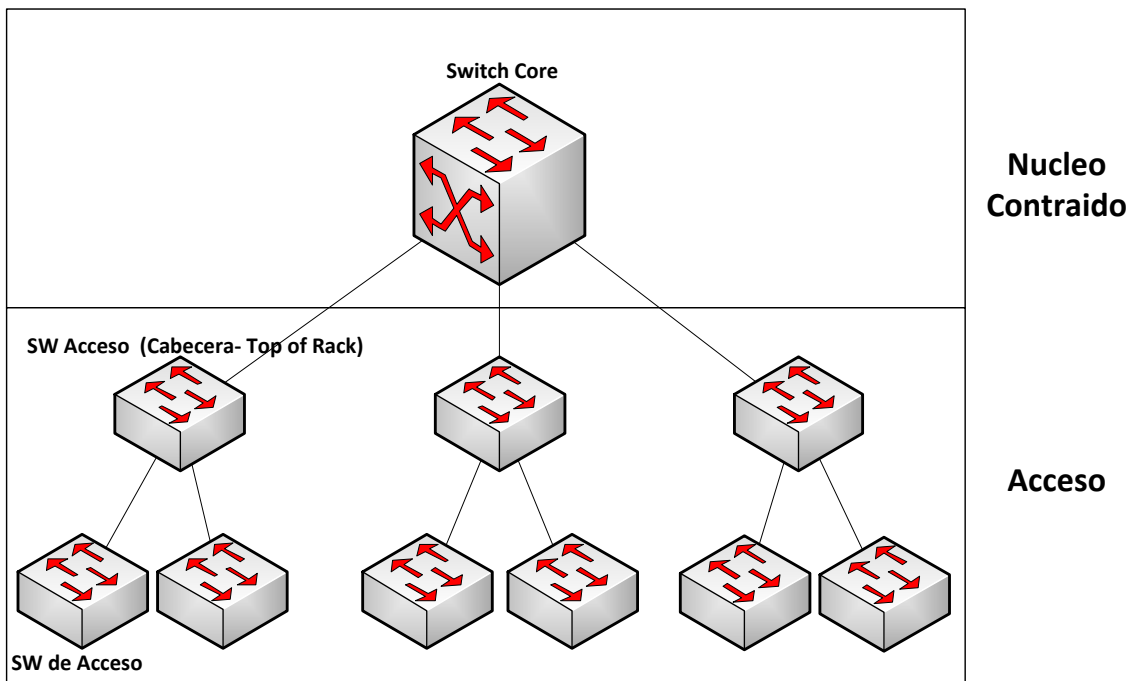 Switch Core
Nucleo
Contraido
SW Acceso  (Cabecera- Top of Rack)
Acceso
SW de Acceso